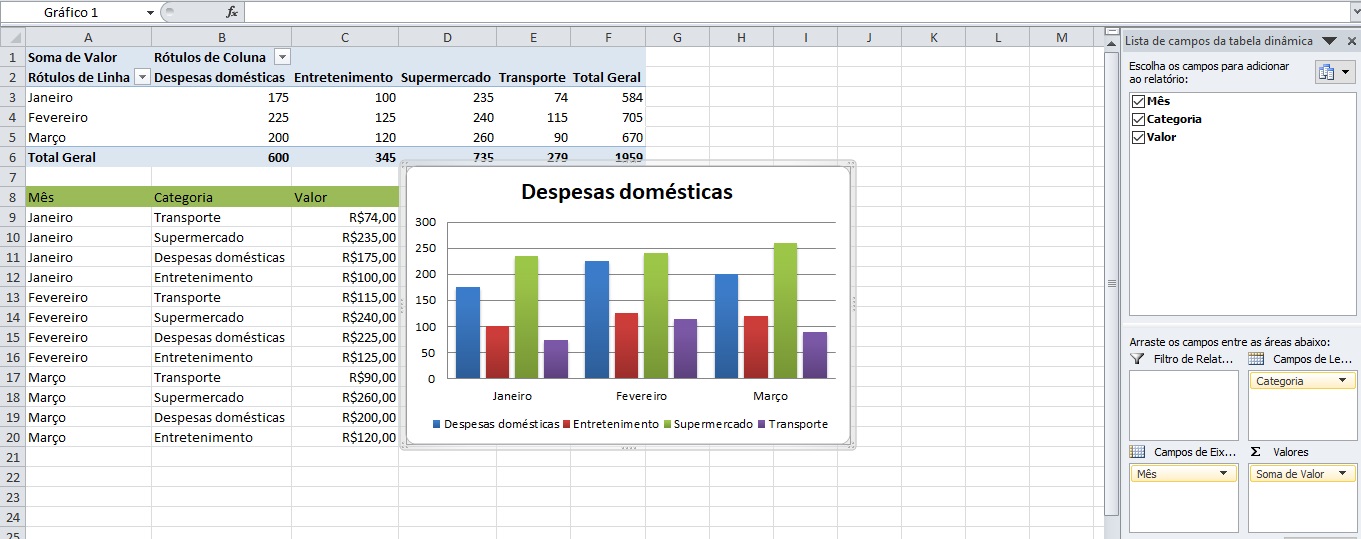 Gráfico 1 fx
A B C D E F G H I J K L M
1 Soma de Valor Rótulos de Coluna
2 Rótulos de Linha Despesas domésticas Entretenimento Supermercado Transporte Total Geral
3 Janeiro 175 100 235 74 584
4 Fevereiro 225 125 240 115 705
5 Março 200 120 260 90 670
6 Total Geral 600 345 735 279 1959
7
8 Mês Categoria Valor
9 Janeiro Transporte R$74,00
10 Janeiro Supermercado R$235,00
11 Janeiro Despesas domésticas R$175,00
12 Janeiro Entretenimento R$100,00
13 Fevereiro Transporte R$115,00
14 Fevereiro Supermercado R$240,00
15 Fevereiro Despesas domésticas R$225,00
16 Fevereiro Entretenimento R$125,00
17 Março Transporte R$90,00
18 Março Supermercado R$260,00
19 Março Despesas domésticas R$200,00
20 Março Entretenimento R$120,00
21
22
23
24
25
Despesas domésticas
300
250
200
150
100
50
0
Janeiro Fevereiro Março
Despesas domésticas Entretenimento Supermercado Transporte
Lista de campos da tabela dinâmica
Escolha os campos para adicionar
ao relatório:
Mês
Categoria
Valor
Arraste os campos entre as áreas abaixo:
Filtro de Relat... Campos de Le...
Categoria
Campos de Eix... Σ Valores
Mês Soma de Valor